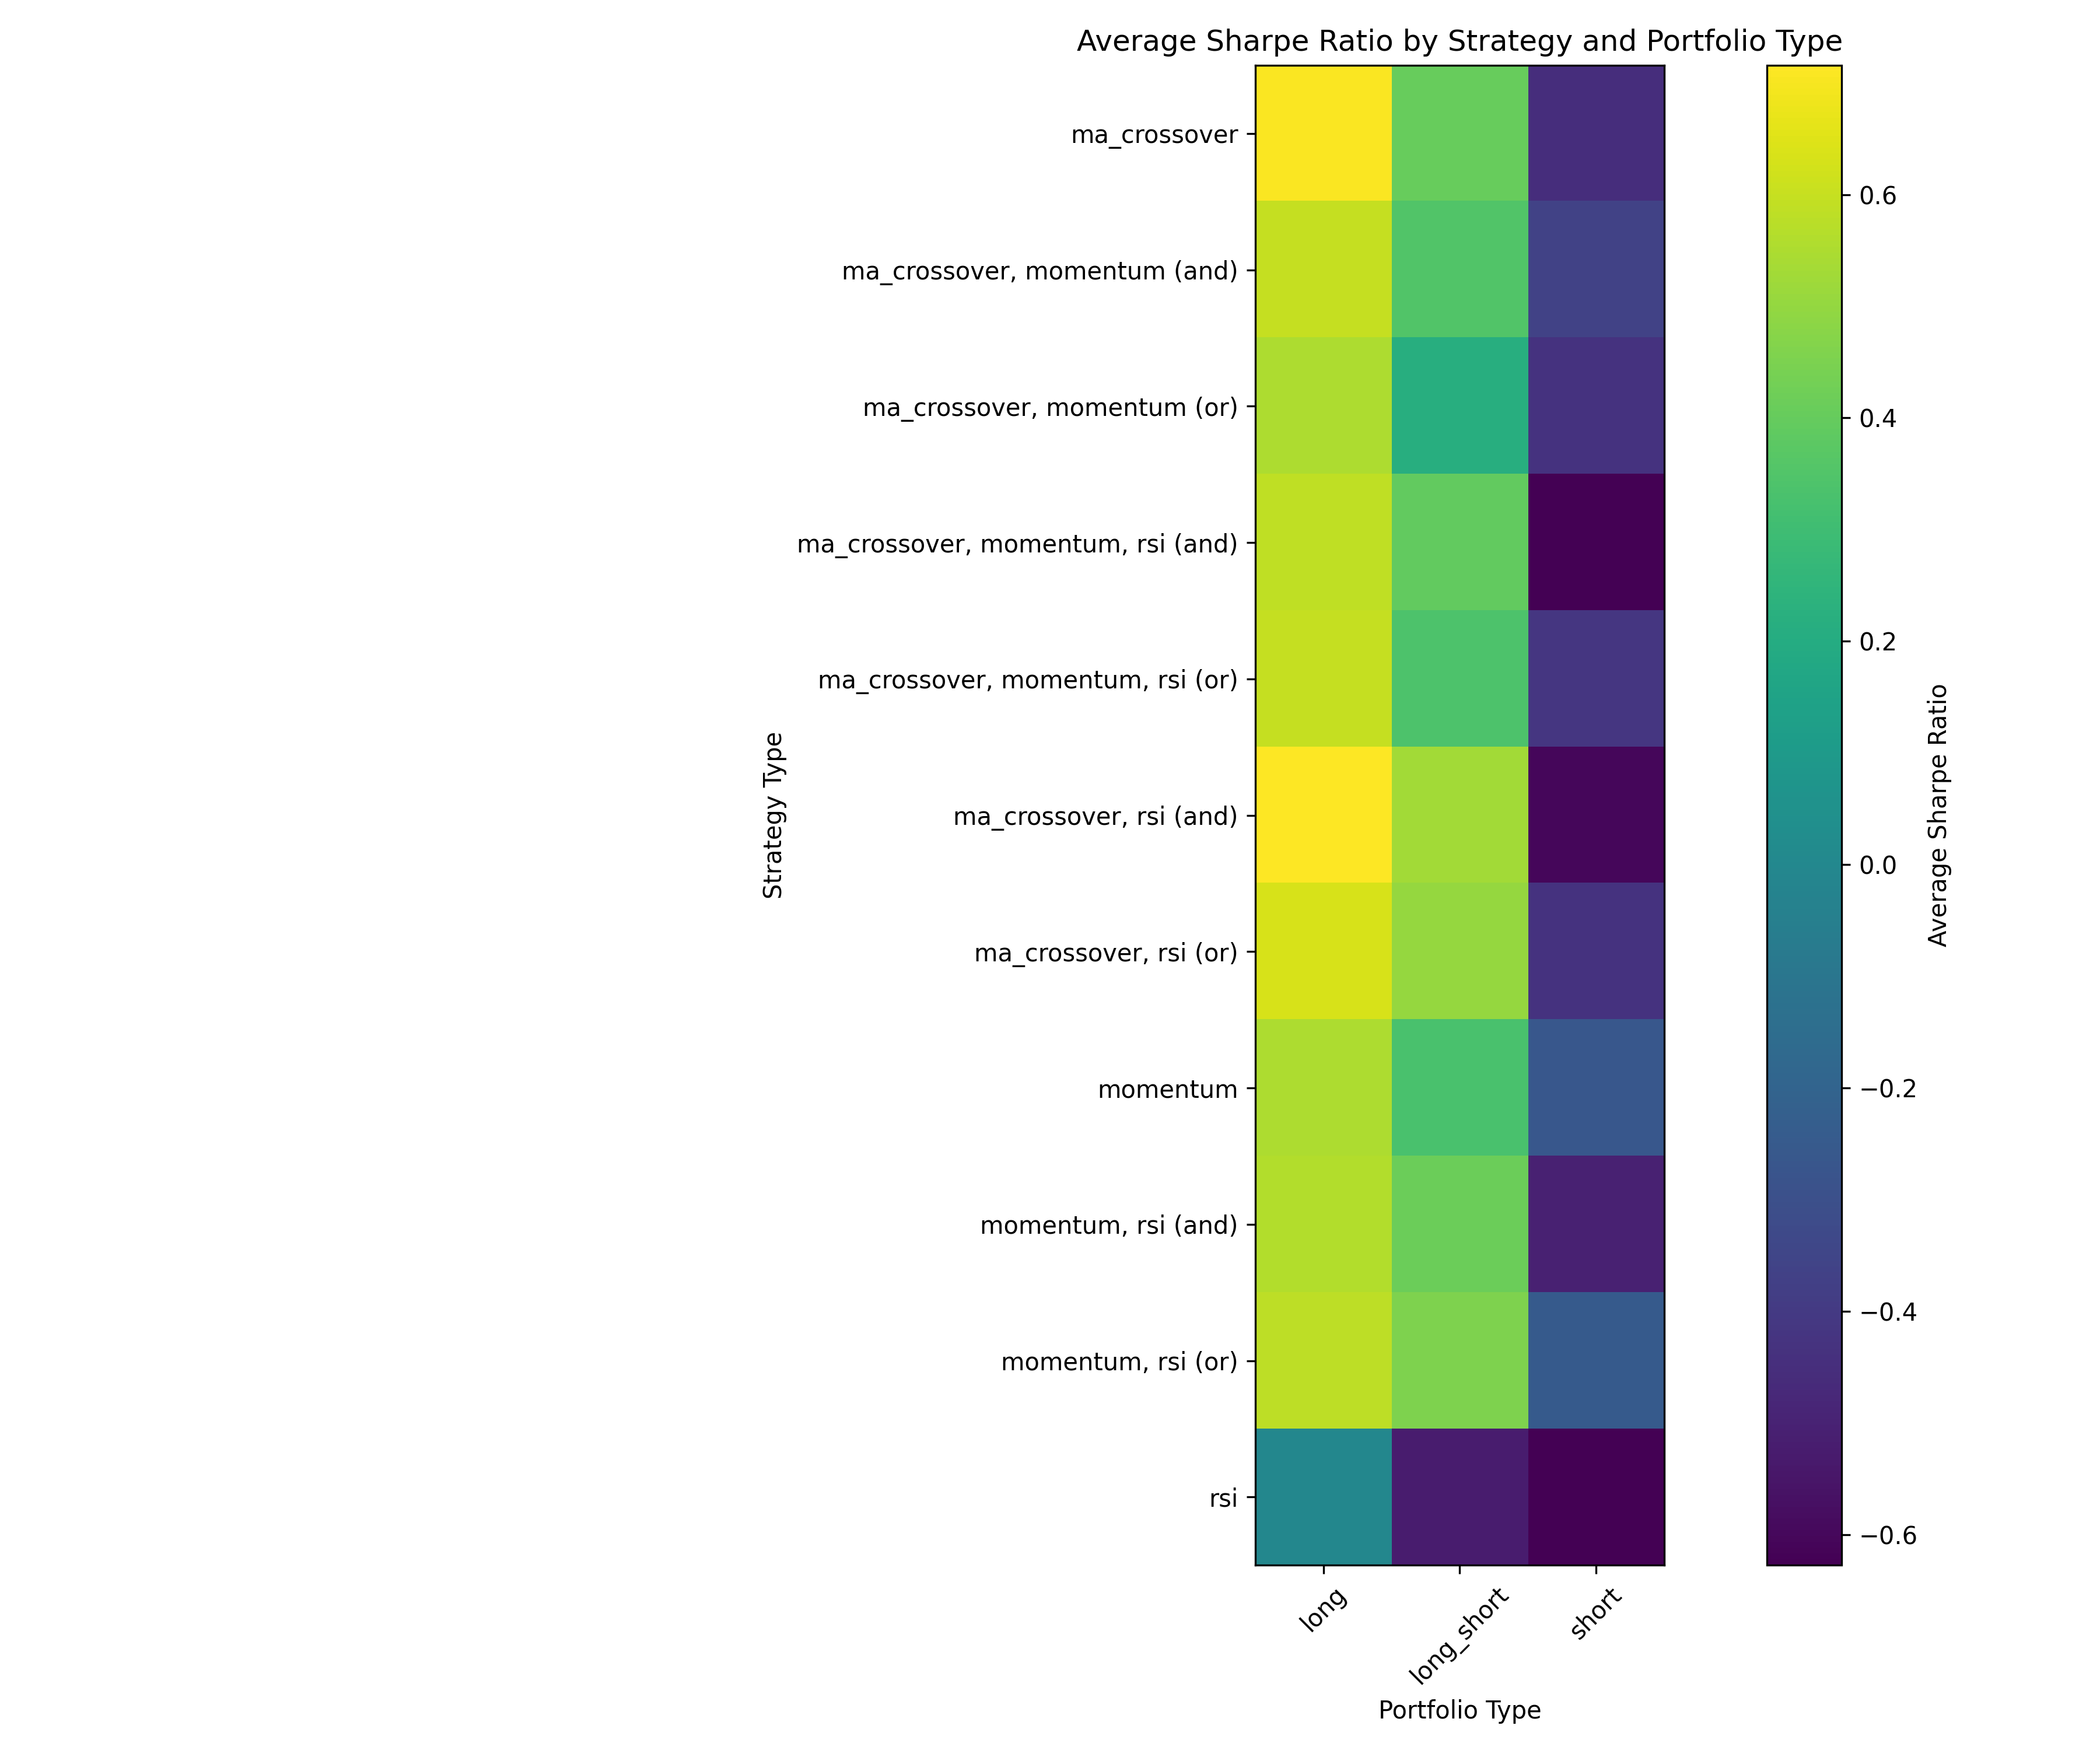 Average Sharpe Ratio by Strategy and Portfolio Type
Strategy Type
ma_crossover
ma_crossover, momentum (and)
ma_crossover, momentum (or)
ma_crossover, momentum, rsi (and)
ma_crossover, momentum, rsi (or)
ma_crossover, rsi (and)
ma_crossover, rsi (or)
momentum
momentum, rsi (and)
momentum, rsi (or)
rsi
long
long_short
short
Portfolio Type
0.6
0.4
0.2
0.0
−0.2
−0.4
−0.6
Average Sharpe Ratio